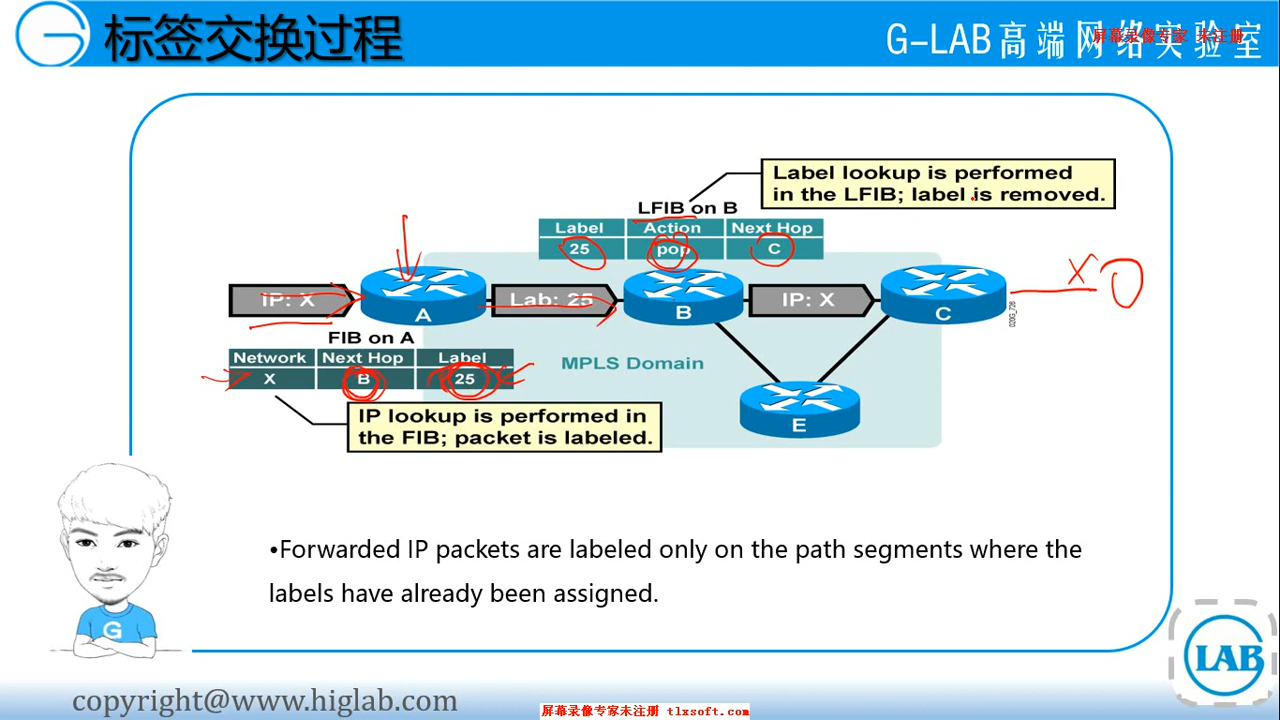 标签交换过程
G-LAB高端网络实验室
屏幕录像专家 未注册
Label lookup is performed
in the LFIB; label is removed.
LFIB on B
Label Action Next Hop
25 pop C
IP: X
A
Lab: 25
B
IP: X
C
X
FIB on A
Network Next Hop Label
X B 25
MPLS Domain
IP lookup is performed in
the FIB; packet is labeled.
E
•Forwarded IP packets are labeled only on the path segments where the
labels have already been assigned.
G
LAB
copyright@www.higlab.com
屏幕录像专家未注册 tlxsoft.com